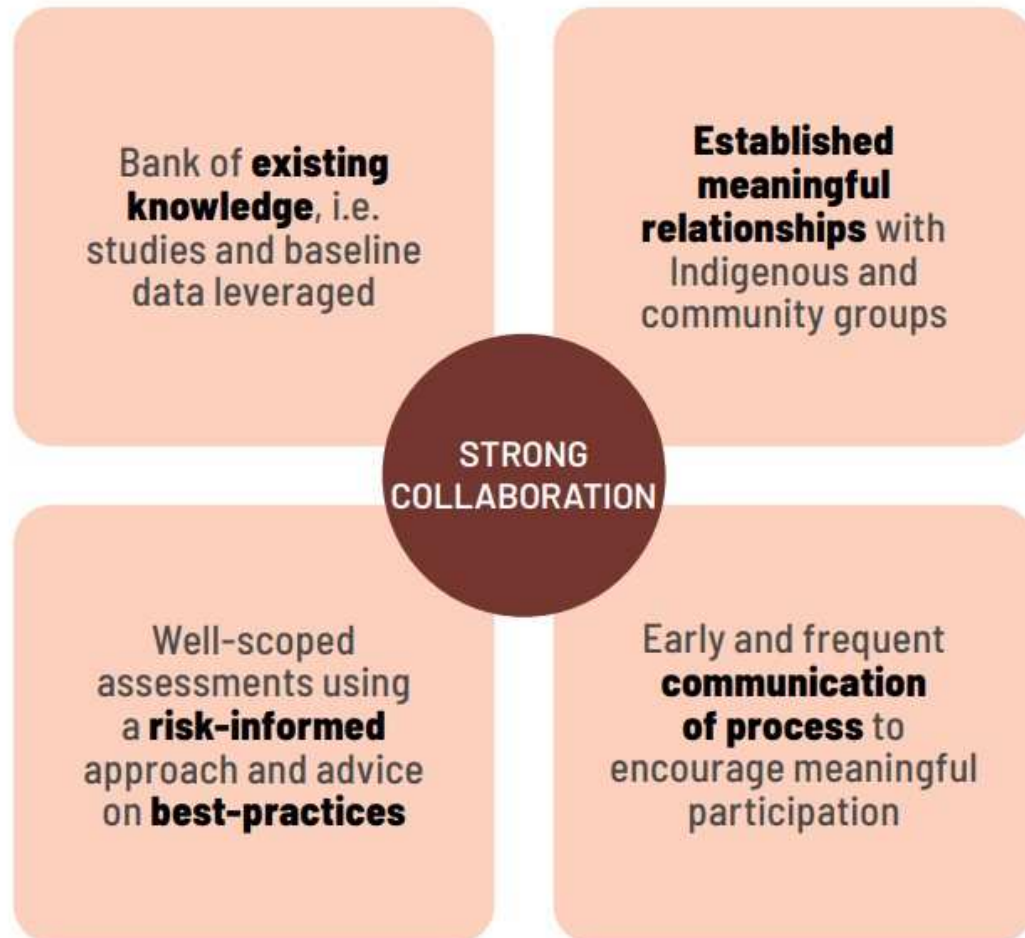 Bank of existing
knowledge, i.e.
studies and baseline
data leveraged
Established
meaningful
relationships with
Indigenous and
community groups
STRONG
COLLABORATION
Well-scoped
assessments using
a risk-informed
approach and advice
on best-practices
Early and frequent
communication
of process to
encourage meaningful
participation